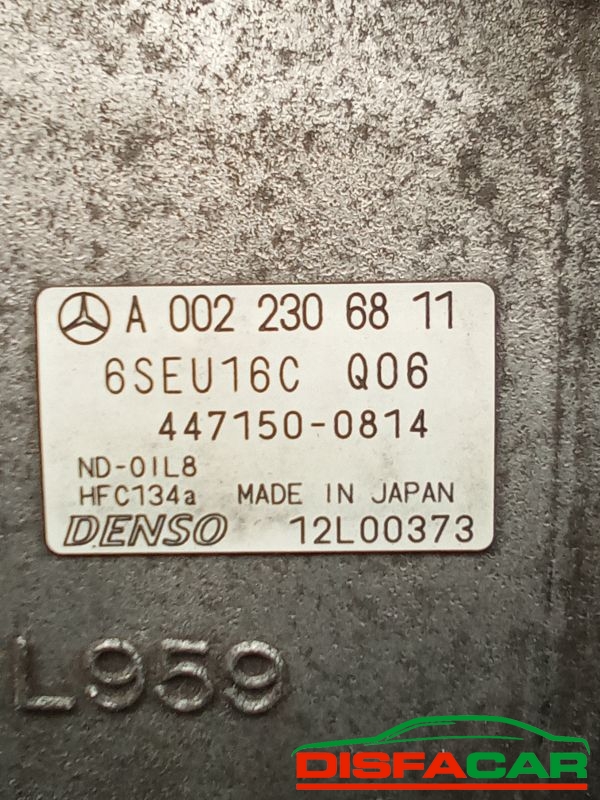 A 002 230 68 11
6SEU16C Q06
447150-0814
ND-OIL8
HFC134a MADE IN JAPAN
DENSO 12L00373
L959
DISFACAR